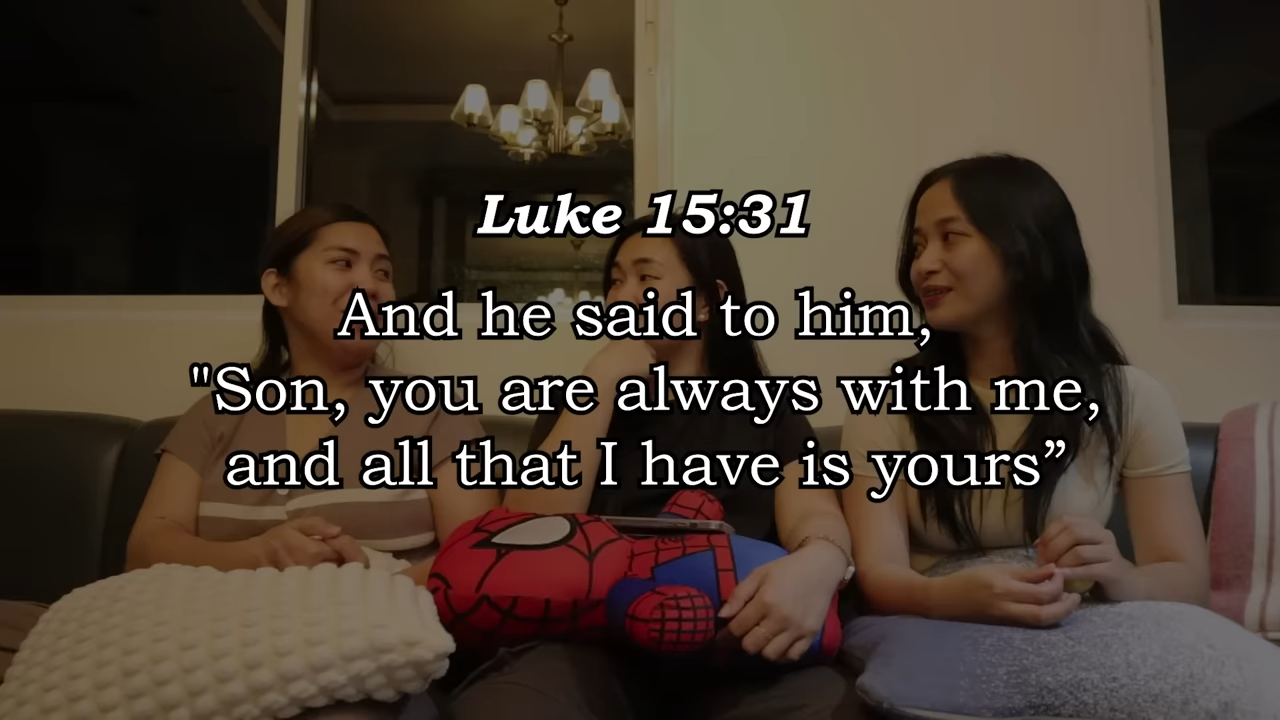 Luke 15:31
And he said to him,
"Son, you are always with me,
and all that I have is yours”